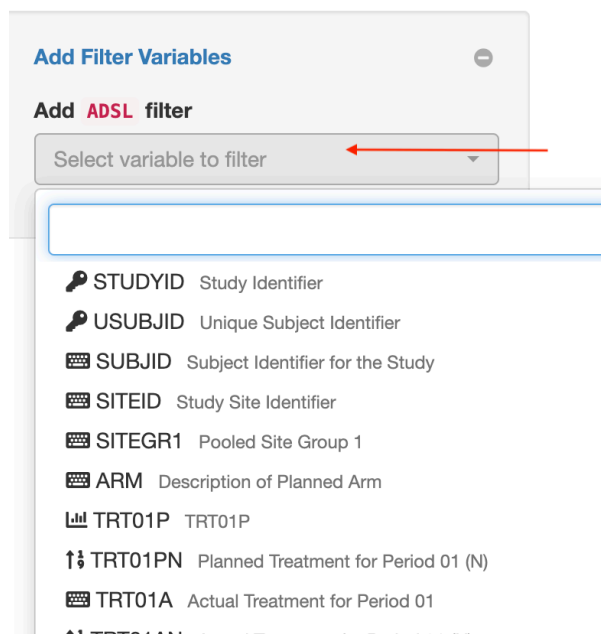 Add Filter Variables
Add ADSL filter
Select variable to filter
STUDYID Study Identifier
USUBJID Unique Subject Identifier
SUBJID Subject Identifier for the Study
SITEID Study Site Identifier
SITEGR1 Pooled Site Group 1
ARM Description of Planned Arm
TRT01P TRT01P
TRT01PN Planned Treatment for Period 01 (N)
TRT01A Actual Treatment for Period 01
TRT01AN